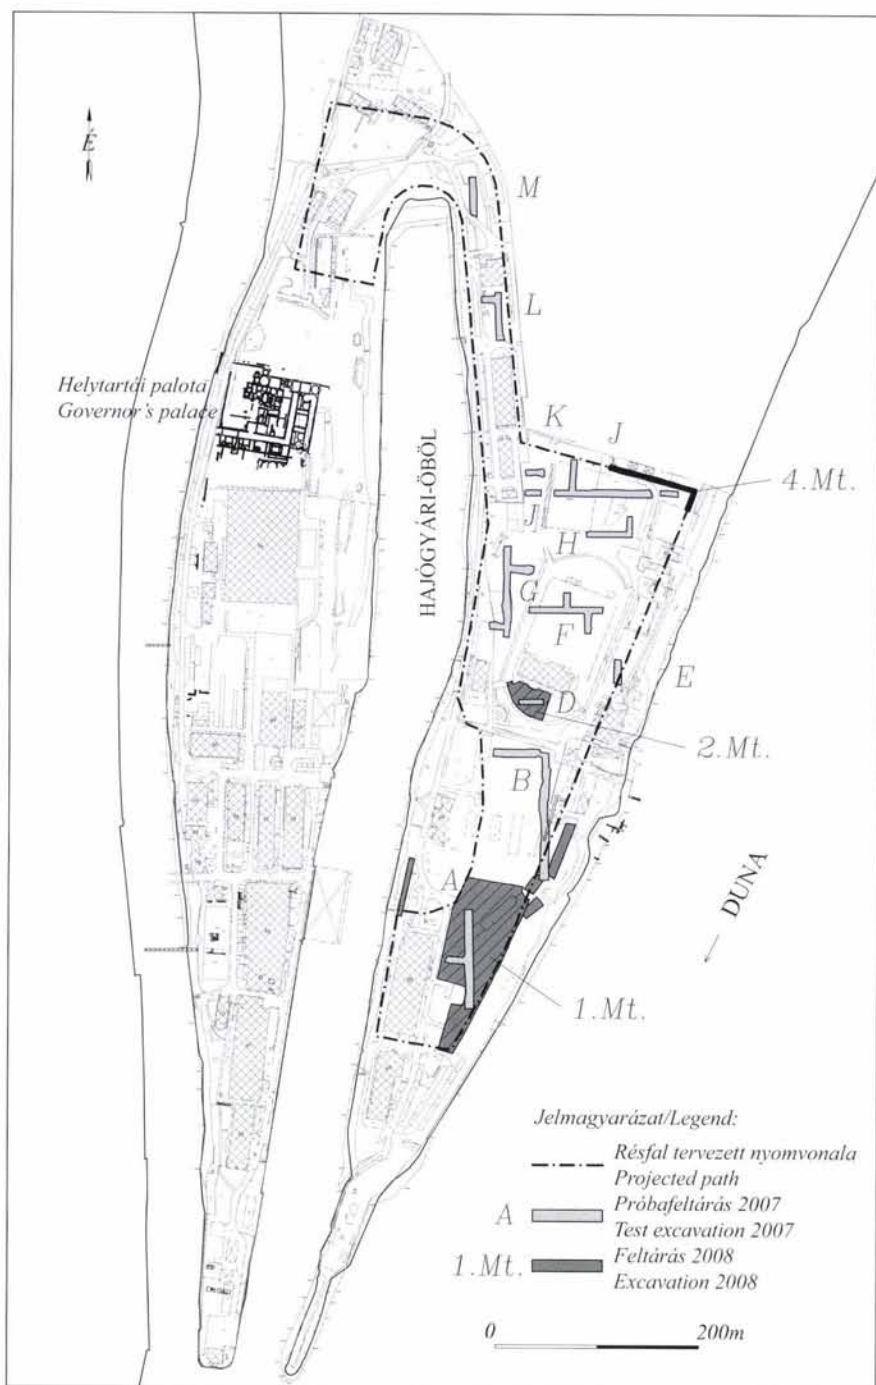 É
M
L
Helytartói palota
Governor's palace
K
J
4.Mt.
J
H
HAJÓGYÁRI-ÖBÖL
G
F
E
D
2.Mt.
B
A
DUNA
1.Mt.
Jelmagyarázat/Legend:
Résfal tervezett nyomvonala
Projected path
A
Próbafeltárás 2007
Test excavation 2007
1.Mt.
Feltárás 2008
Excavation 2008
0
200m